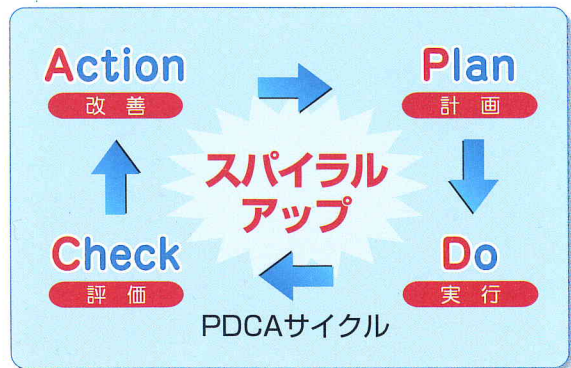 Action
改善
Plan
計画
スパイラル
アップ
Check
評価
Do
実行
PDCAサイクル